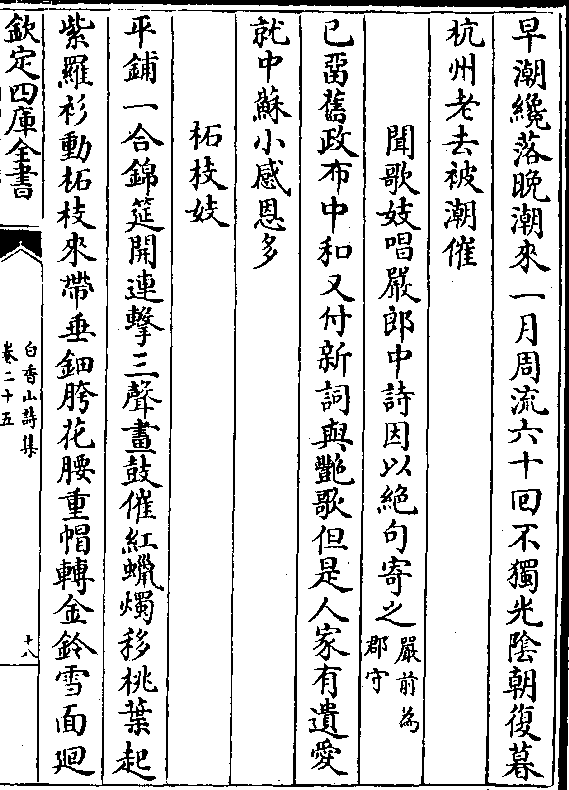 早潮纔落晚潮來一月周流六十回不獨光隂朝復暮
杭州老去被潮催
聞歌妓唱嚴郎中詩因以絶句寄之嚴前為郡守
已畱舊政布中和又付新詞與艶歌但是人家有遺愛
就中蘇小感恩多
柘枝妓
平鋪一合錦筵開連擊三聲畫鼓催紅蠟燭移桃葉起
紫羅衫動柘枝來帶垂鈿胯花腰重帽轉金鈴雪面廻
欽定四庫全書
白香山詩集
卷二十五
十八